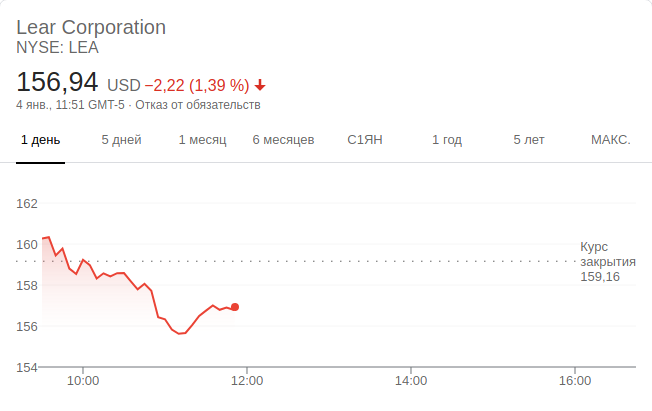 Lear Corporation
NYSE: LEA
156,94 USD −2,22 (1,39 %)
4 янв., 11:51 GMT-5 · Отказ от обязательств
1 день 5 дней 1 месяц 6 месяцев С1ЯН 1 год 5 лет МАКС.
162
160
158
156
154
Курс
закрытия
159,16
10:00 12:00 14:00 16:00